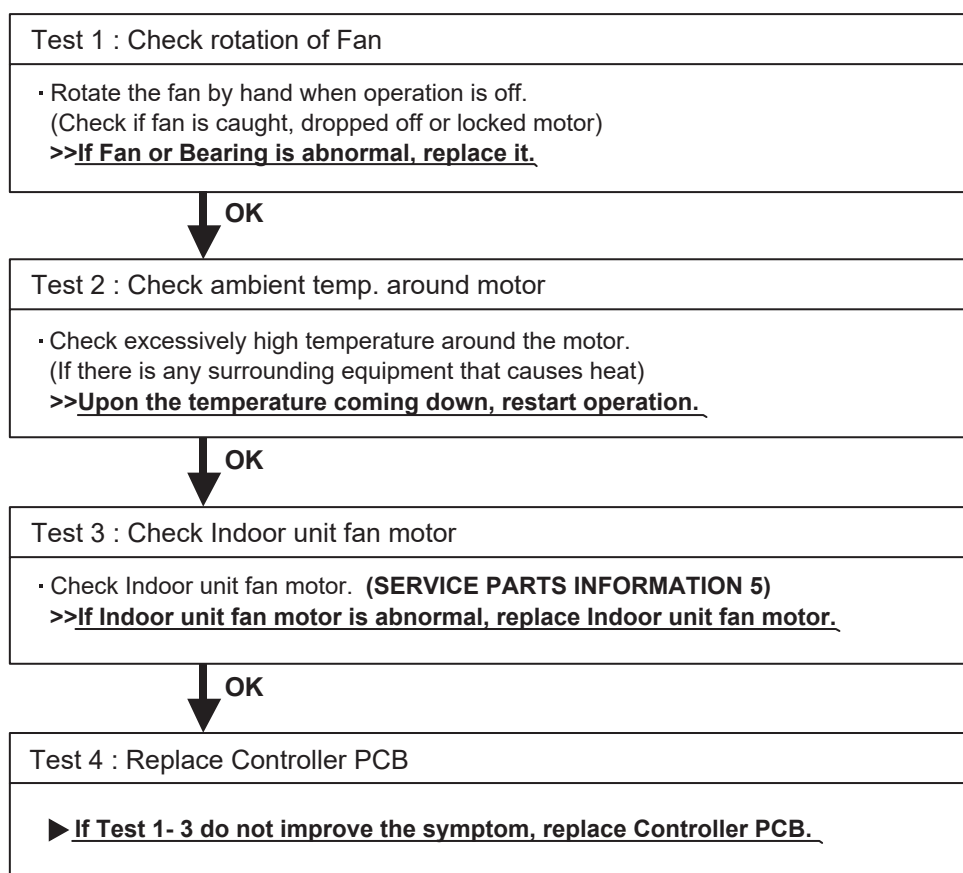 Test 1 : Check rotation of Fan
· Rotate the fan by hand when operation is off.
(Check if fan is caught, dropped off or locked motor)
>>If Fan or Bearing is abnormal, replace it.
OK
Test 2 : Check ambient temp. around motor
· Check excessively high temperature around the motor.
(If there is any surrounding equipment that causes heat)
>>Upon the temperature coming down, restart operation.
OK
Test 3 : Check Indoor unit fan motor
· Check Indoor unit fan motor. (SERVICE PARTS INFORMATION 5)
>>If Indoor unit fan motor is abnormal, replace Indoor unit fan motor.
OK
Test 4 : Replace Controller PCB
▶ If Test 1- 3 do not improve the symptom, replace Controller PCB.